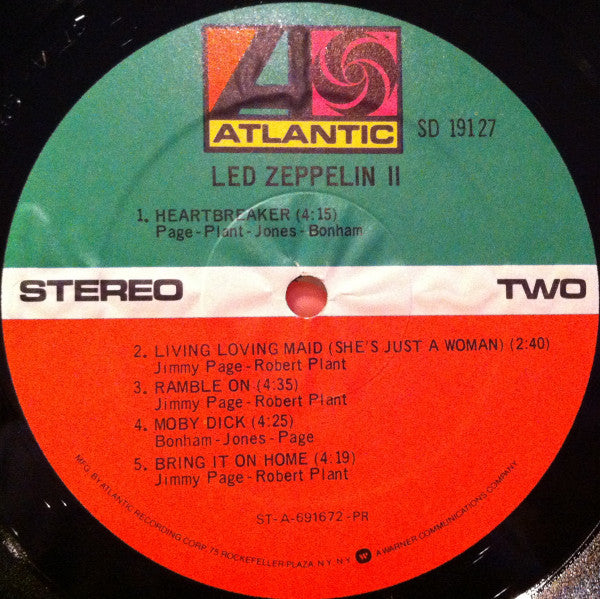 ATLANTIC
SD 19127
LED ZEPPELIN II
1. HEARTBREAKER (4:15)
Page-Plant-Jones-Bonham
STEREO
TWO
2. LIVING LOVING MAID (SHE'S JUST A WOMAN) (2:40)
Jimmy Page-Robert Plant
3. RAMBLE ON (4:35)
Jimmy Page-Robert Plant
4. MOBY DICK (4:25)
Bonham-Jones-Page
5. BRING IT ON HOME (4:19)
Jimmy Page-Robert Plant
ST-A-691672-PR
MFG. BY ATLANTIC RECORDING CORP., 75 ROCKEFELLER PLAZA, N.Y. N.Y. W A WARNER COMMUNICATIONS COMPANY